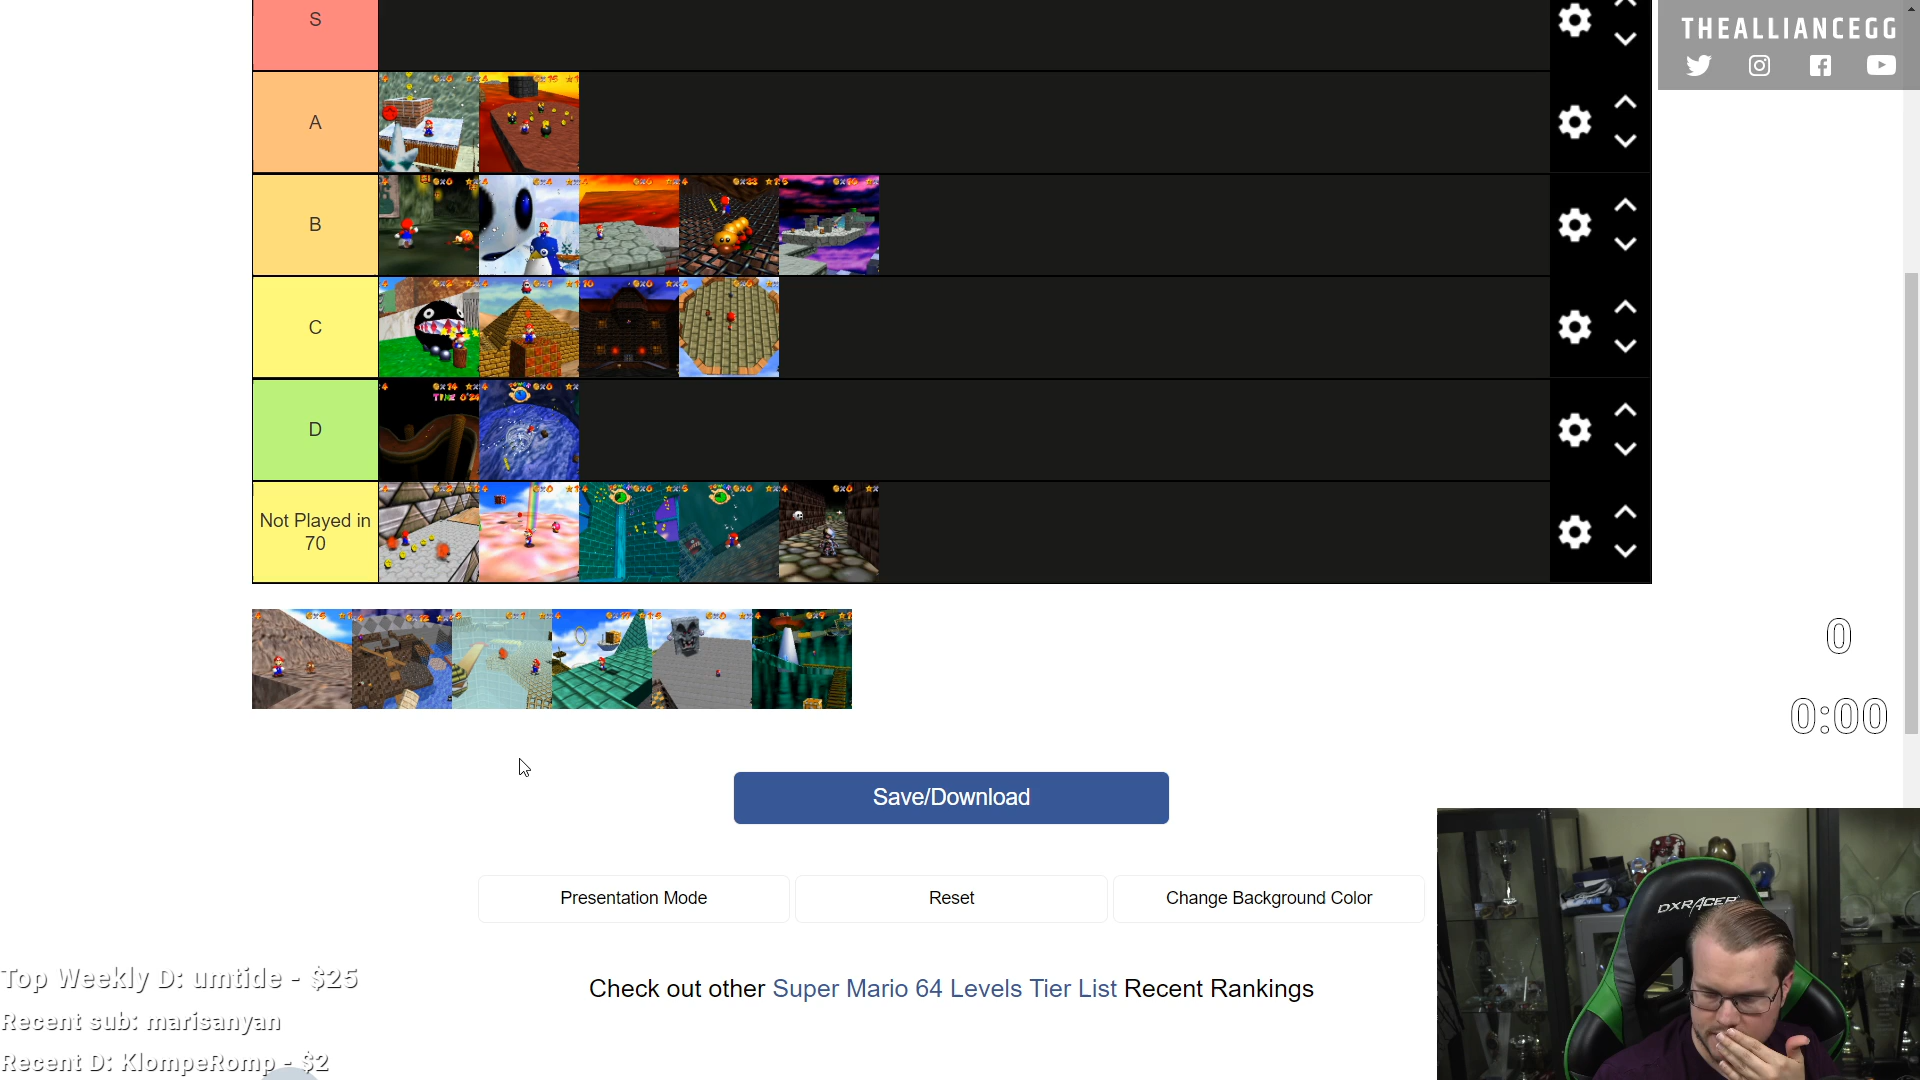 S
THEALLIANCEGG
A
B
C
D
Not Played in
70
0
0:00
Save/Download
DXRACER
Presentation Mode
Reset
Change Background Color
Top Weekly D: umtide - $25
Check out other Super Mario 64 Levels Tier List Recent Rankings
Recent sub: marisanyan
Recent D: KlompeRomp - $2